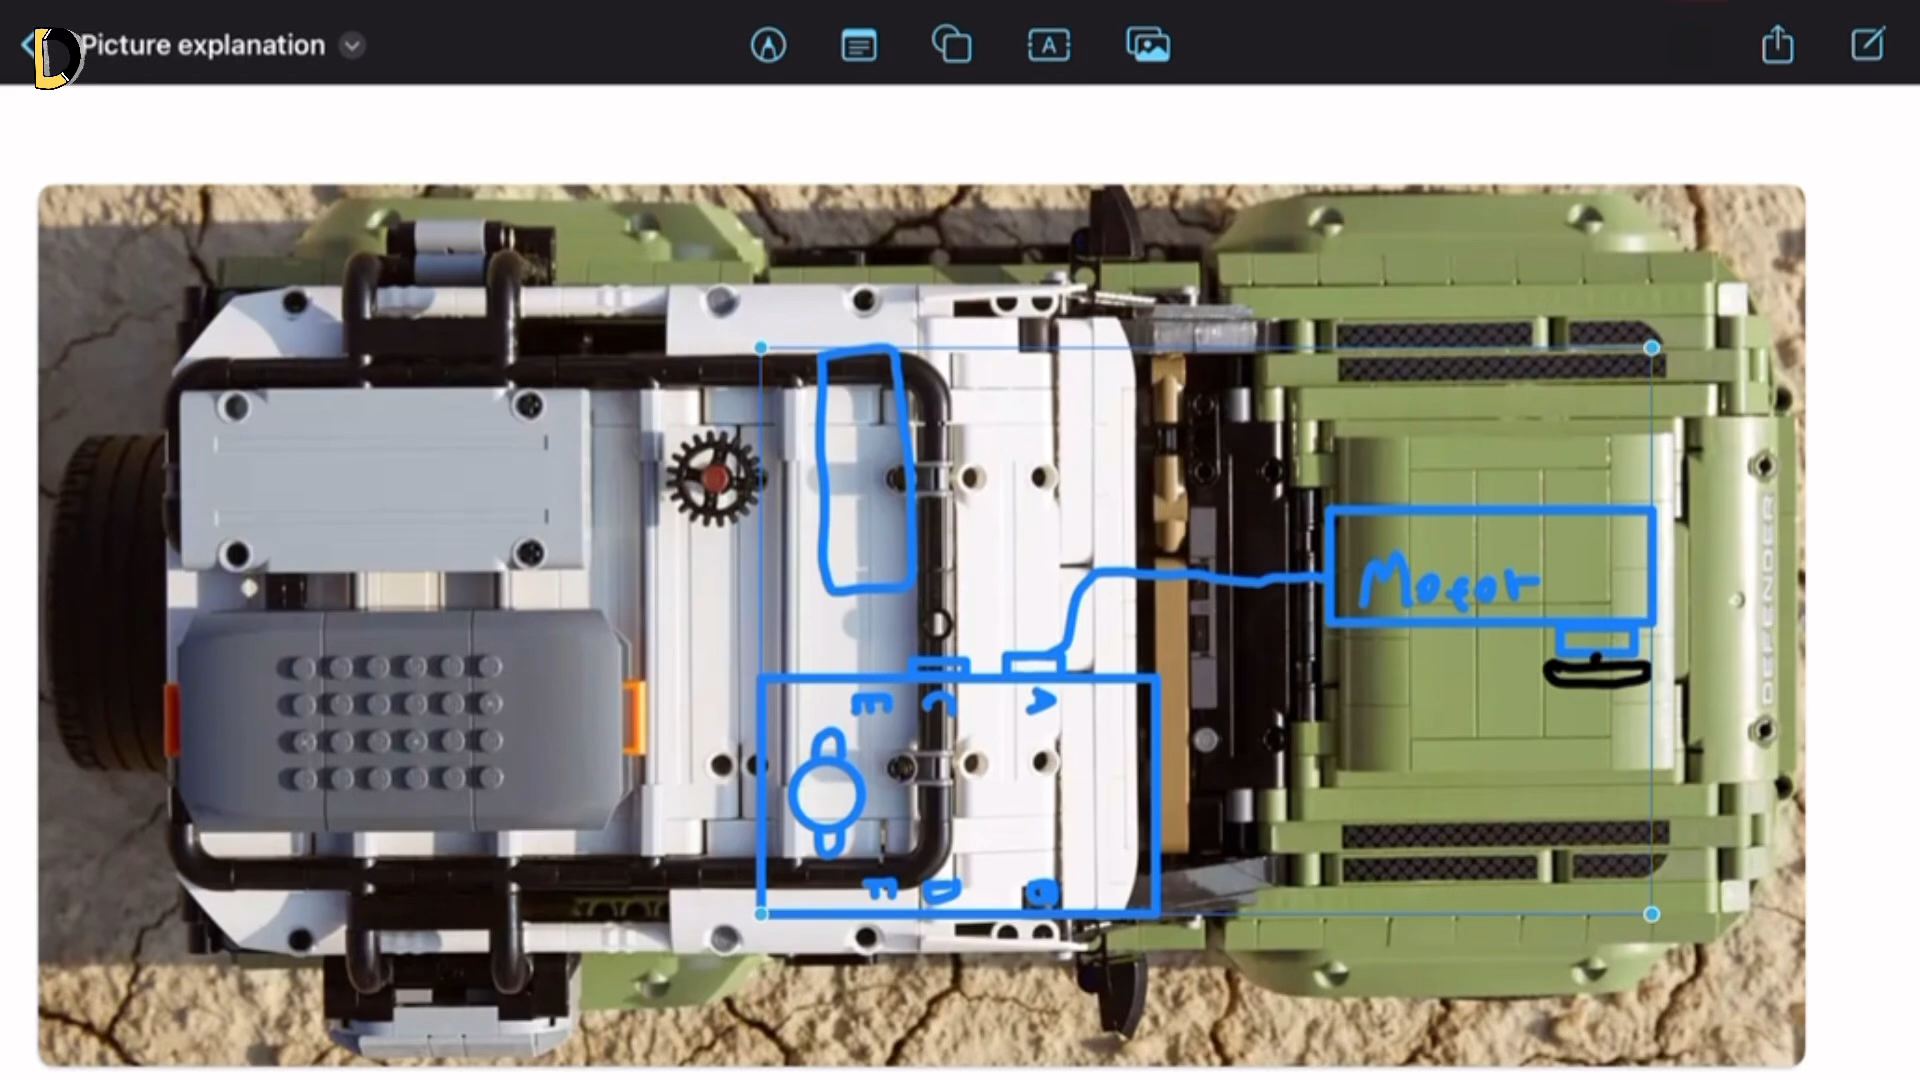 Picture explanation
A
DEFENDER
Motor
E C A
F D B